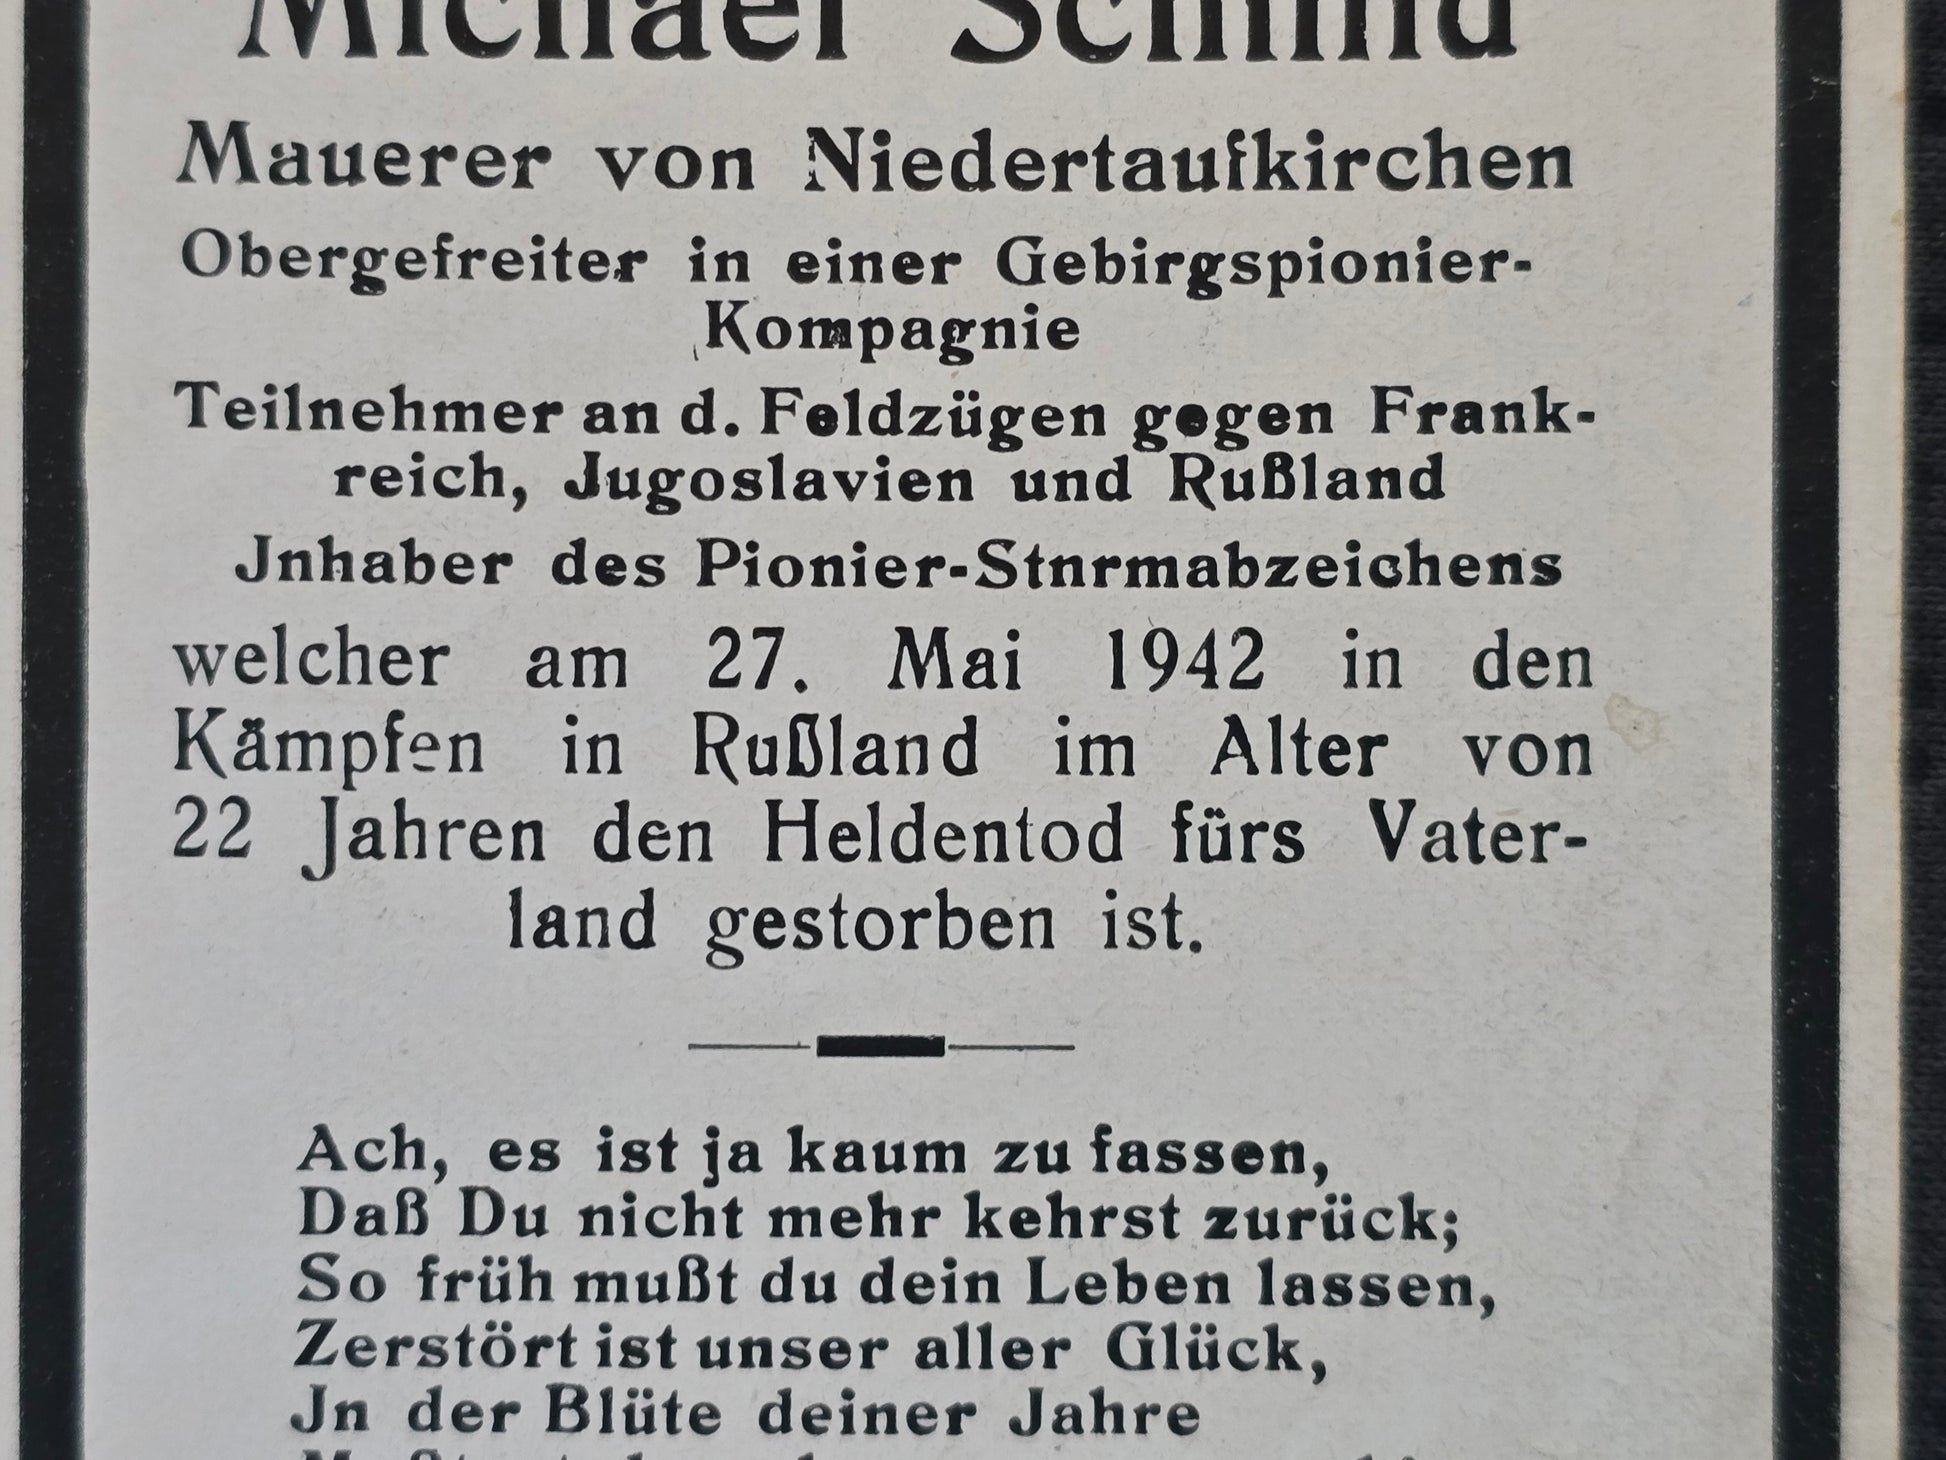 Michael Schmid
Mauerer von Niedertaufkirchen
Obergefreiter in einer Gebirgspionier-
Kompagnie
Teilnehmer an d. Feldzügen gegen Frank-
reich, Jugoslavien und Rußland
Jnhaber des Pionier-Stnrmabzeichens
welcher am 27. Mai 1942 in den
Kämpfen in Rußland im Alter von
22 Jahren den Heldentod fürs Vater-
land gestorben ist.
Ach, es ist ja kaum zu fassen,
Daß Du nicht mehr kehrst zurück;
So früh mußt du dein Leben lassen,
Zerstört ist unser aller Glück,
Jn der Blüte deiner Jahre